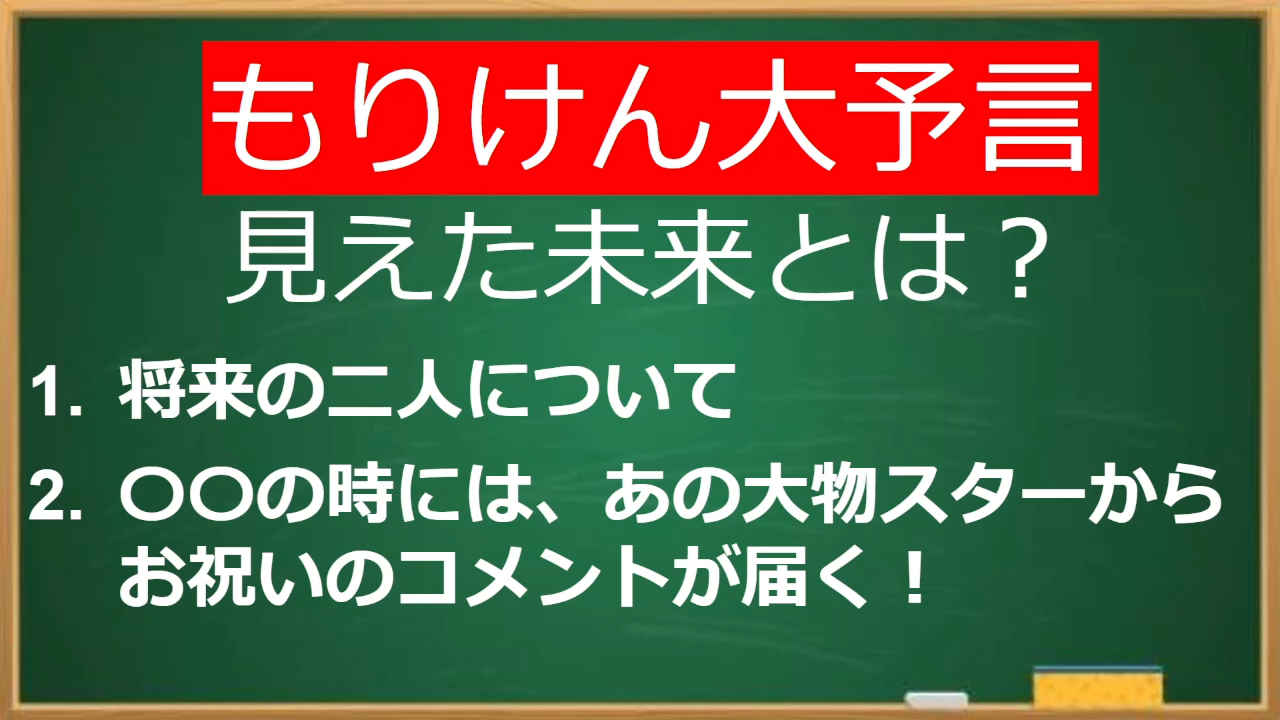 もりけん大予言
見えた未来とは？
1. 将来の二人について
2. 〇〇の時には、あの大物スターから
お祝いのコメントが届く！